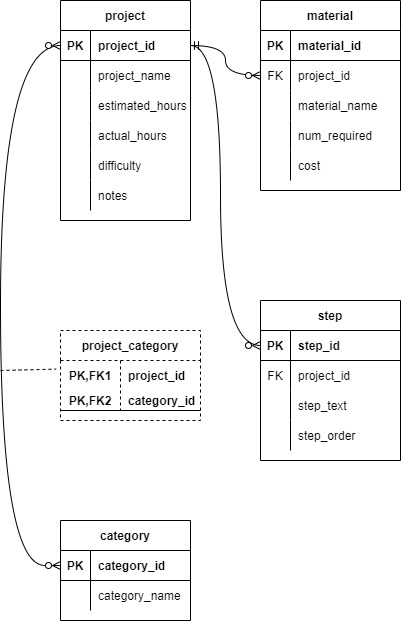 project
PK project_id
project_name
estimated_hours
actual_hours
difficulty
notes
material
PK material_id
FK project_id
material_name
num_required
cost
step
PK step_id
FK project_id
step_text
step_order
project_category
PK,FK1 project_id
PK,FK2 category_id
category
PK category_id
category_name